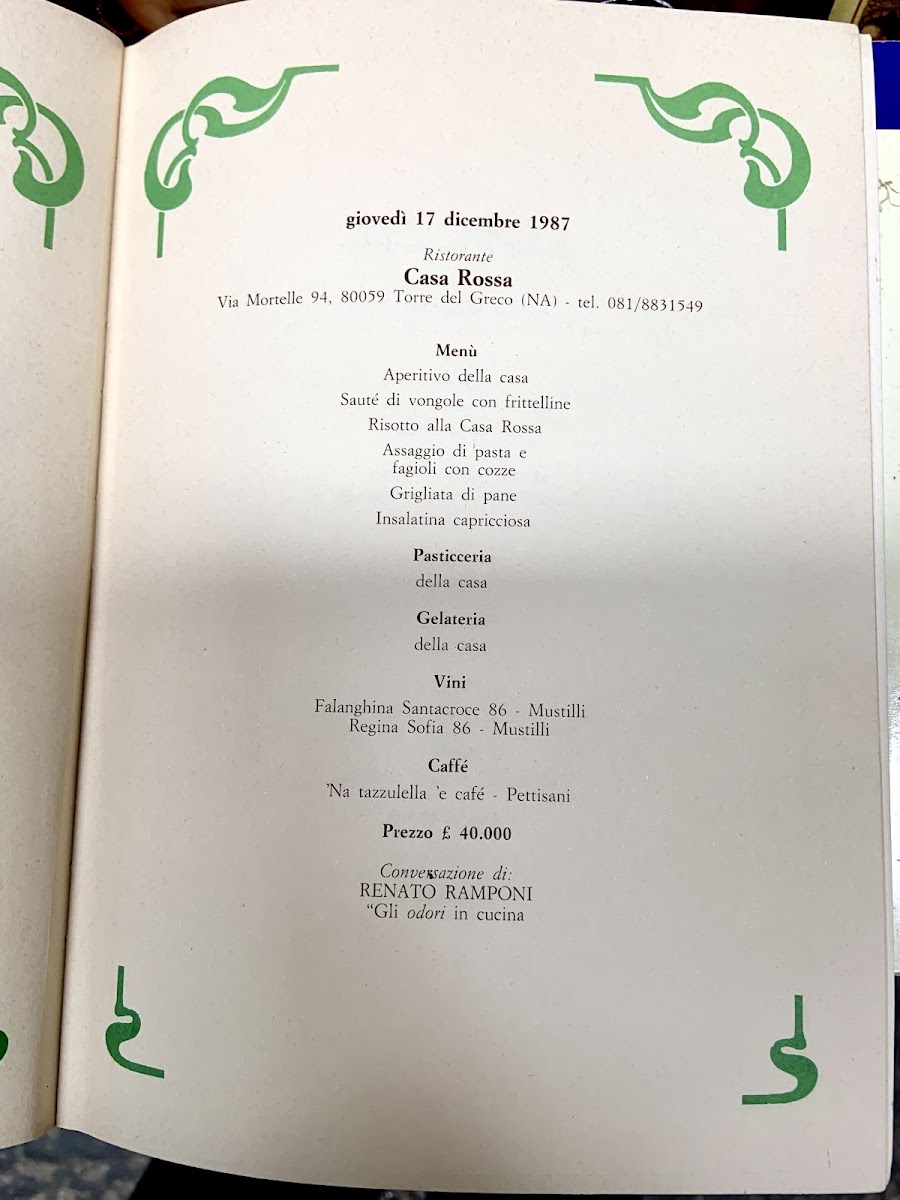 giovedì 17 dicembre 1987
Ristorante
Casa Rossa
Via Mortelle 94, 80059 Torre del Greco (NA) - tel. 081/8831549
Menù
Aperitivo della casa
Sauté di vongole con frittelline
Risotto alla Casa Rossa
Assaggio di pasta e
fagioli con cozze
Grigliata di pane
Insalatina capricciosa
Pasticceria
della casa
Gelateria
della casa
Vini
Falanghina Santacroce 86 - Mustilli
Regina Sofia 86 - Mustilli
Caffé
'Na tazzulella 'e café - Pettisani
Prezzo £ 40.000
Conversazione di:
RENATO RAMPONI
“Gli odori in cucina